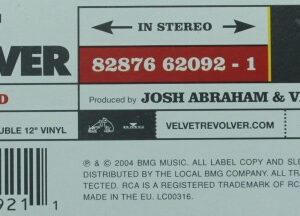 IN STEREO
LVER
82876 62092 - 1
Produced by JOSH ABRAHAM & V
D
UBLE 12" VINYL
VELVETREVOLVER.COM
℗ & © 2004 BMG MUSIC. ALL LABEL COPY AND SLE
DISTRIBUTED BY THE LOCAL BMG COMPANY. ALL TRA
TECTED. RCA IS A REGISTERED TRADEMARK OF RC
MADE IN THE EU. LC00316
921 1